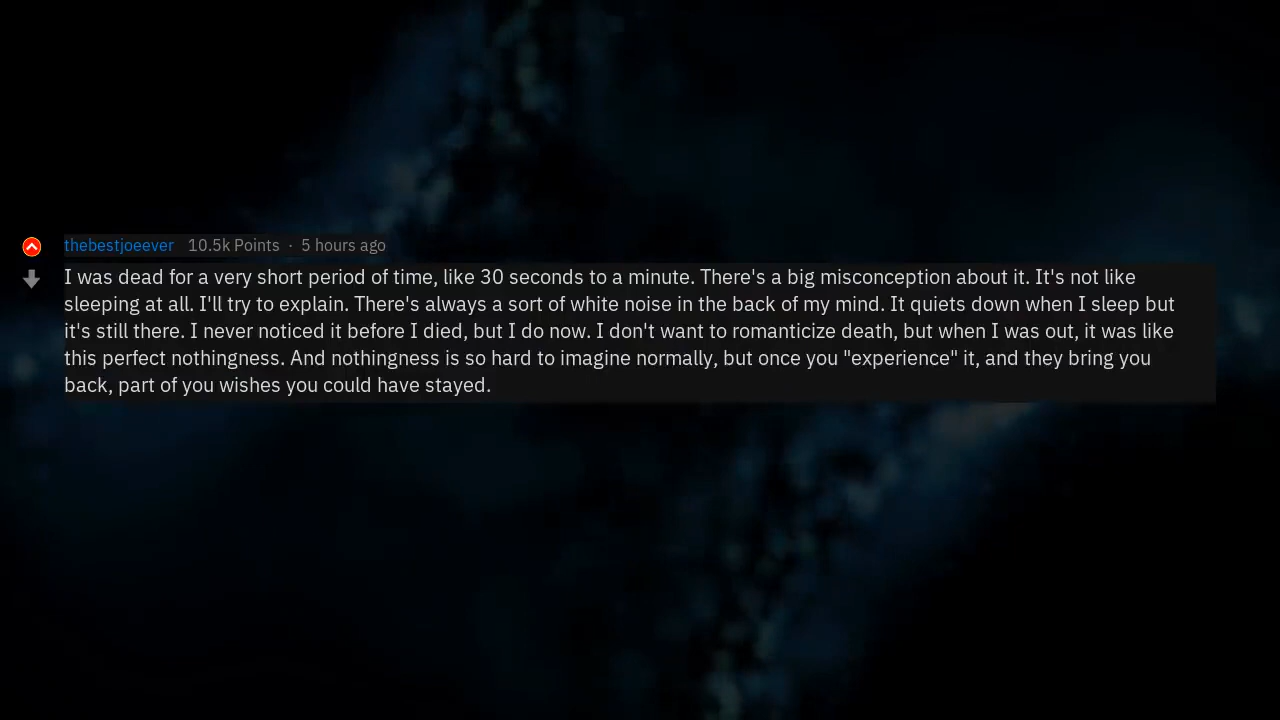 thebestjoeever 10.5k Points · 5 hours ago
I was dead for a very short period of time, like 30 seconds to a minute. There's a big misconception about it. It's not like
sleeping at all. I'll try to explain. There's always a sort of white noise in the back of my mind. It quiets down when I sleep but
it's still there. I never noticed it before I died, but I do now. I don't want to romanticize death, but when I was out, it was like
this perfect nothingness. And nothingness is so hard to imagine normally, but once you "experience" it, and they bring you
back, part of you wishes you could have stayed.